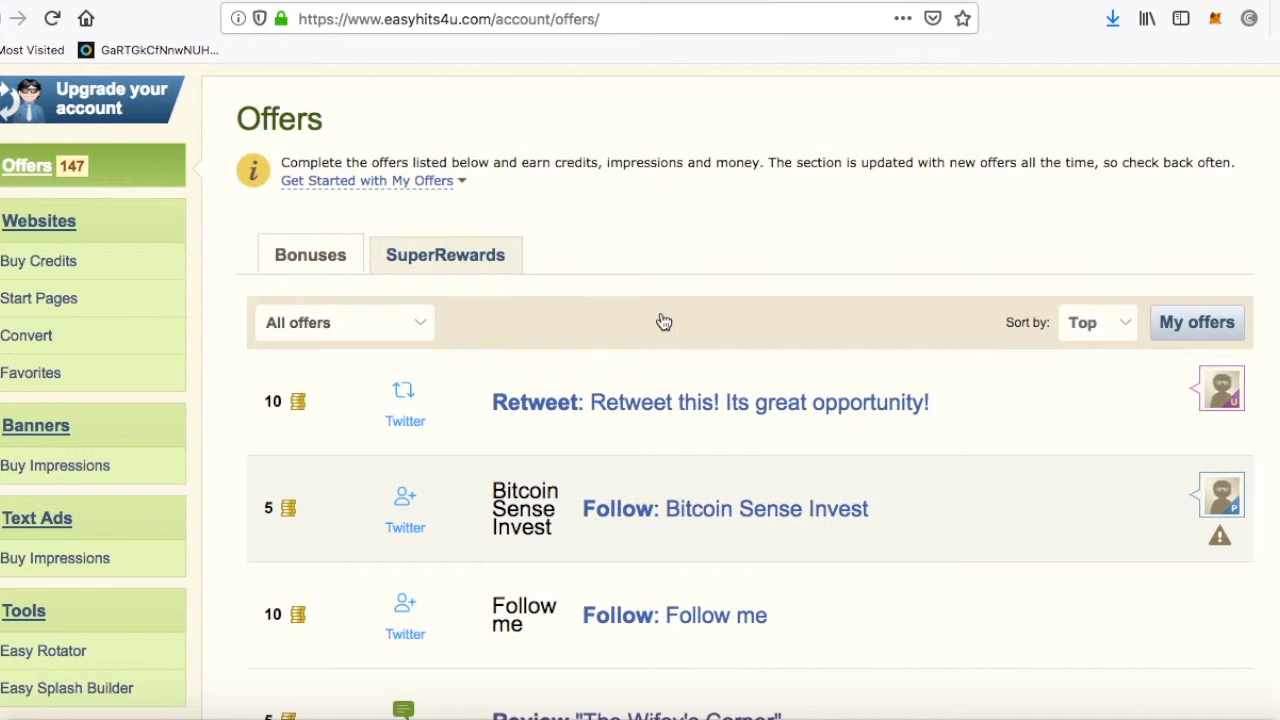 https://www.easyhits4u.com/account/offers/
Most Visited
GaRTGkCfNnwNUH...
Upgrade your
account
Offers 147
Websites
Buy Credits
Start Pages
Convert
Favorites
Banners
Buy Impressions
Text Ads
Buy Impressions
Tools
Easy Rotator
Easy Splash Builder
Offers
Complete the offers listed below and earn credits, impressions and money. The section is updated with new offers all the time, so check back often.
Get Started with My Offers
Bonuses
SuperRewards
All offers
Sort by:
Top
My offers
10
Twitter
Retweet: Retweet this! Its great opportunity!
U
5
Twitter
Bitcoin
Sense
Invest
Follow: Bitcoin Sense Invest
P
10
Twitter
Follow
me
Follow: Follow me
5
Review "The Wifey's Corner"